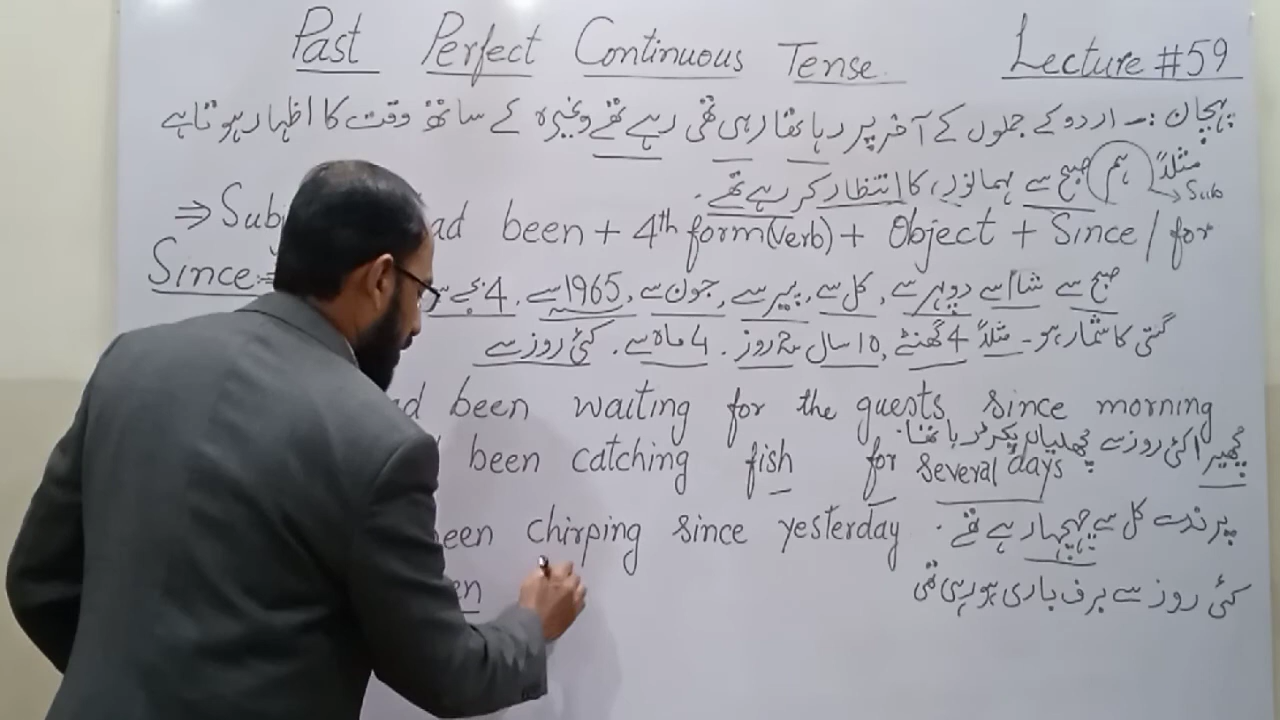 Past Perfect Continuous Tense. Lecture #59
پہچان :۔ اردو کے جملوں کے آخر پر رہا تھا رہی تھی رہے تھے وغیرہ کے ساتھ وقت کا اظہار ہوتا ہے
مثلاً ہم صبح سے مہمانوں کا انتظار کر رہے تھے۔
Sub
⇒ Subj ad been + 4th form(verb) + Object + Since / for
Since:⇒ صبح سے شام سے دوپہر سے, کل سے, پیر سے, جون سے, 1965 سے, 4 بجے
گنتی کا شمار ہو۔ مثلاً 4 گھنٹے, 10 سال روز۔ 4 ماہ سے۔ کئی روز سے
ad been waiting for the guests since morning
مچھیرا کئی روز سے مچھلیاں پکڑ رہا تھا۔
been catching fish for several days
een chirping since yesterday پرندے کل سے چہچہا رہے تھے۔
en کئی روز سے برف باری ہو رہی تھی